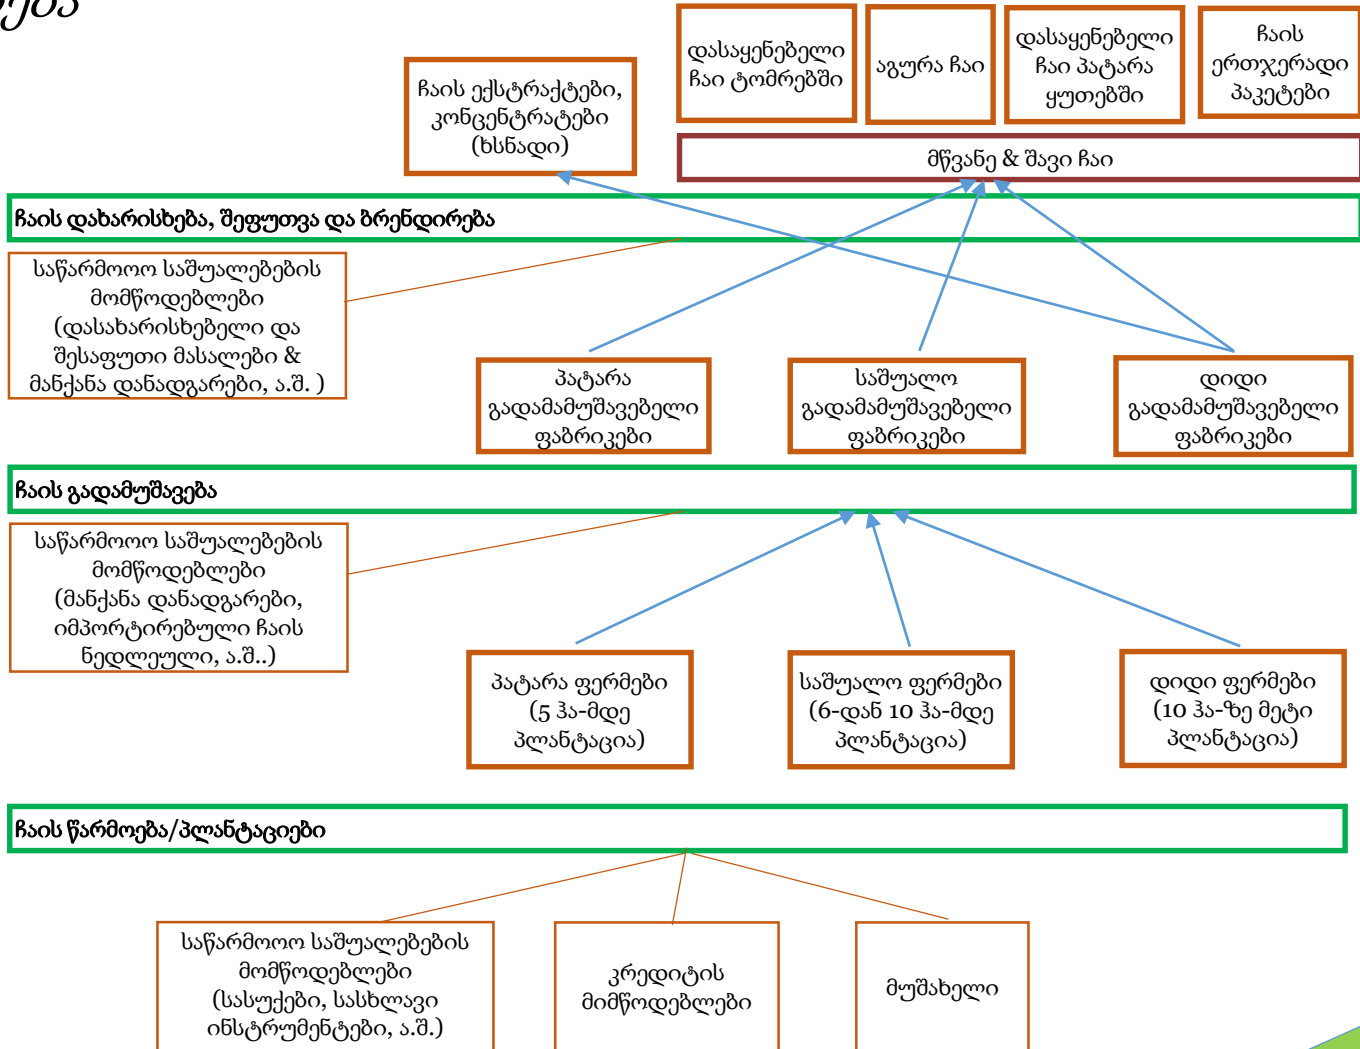 დასაყენებელი
ჩაი ტომრებში
აგურა ჩაი
დასაყენებელი
ჩაი პატარა
ყუთებში
ჩაის
ერთჯერადი
პაკეტები
ჩაის ექსტრაქტები,
კონცენტრატები
(ხსნადი)
მწვანე & შავი ჩაი
ჩაის დახარისხება, შეფუთვა და ბრენდირება
საწარმოოო საშუალებების
მომწოდებლები
(დასახარისხებელი და
შესაფუთი მასალები &
მანქანა დანადგარები, ა.შ. )
პატარა
გადამამუშავებელი
ფაბრიკები
საშუალო
გადამამუშავებელი
ფაბრიკები
დიდი
გადამამუშავებელი
ფაბრიკები
ჩაის გადამუშავება
საწარმოოო საშუალებების
მომწოდებლები
(მანქანა დანადგარები,
იმპორტირებული ჩაის
ნედლეული, ა.შ..)
პატარა ფერმები
(5 ჰა-მდე
პლანტაცია)
საშუალო ფერმები
(6-დან 10 ჰა-მდე
პლანტაცია)
დიდი ფერმები
(10 ჰა-ზე მეტი
პლანტაცია)
ჩაის წარმოება/პლანტაციები
საწარმოოო საშუალებების
მომწოდებლები
(სასუქები, სასხლავი
ინსტრუმენტები, ა.შ.)
კრედიტის
მიმწოდებლები
მუშახელი